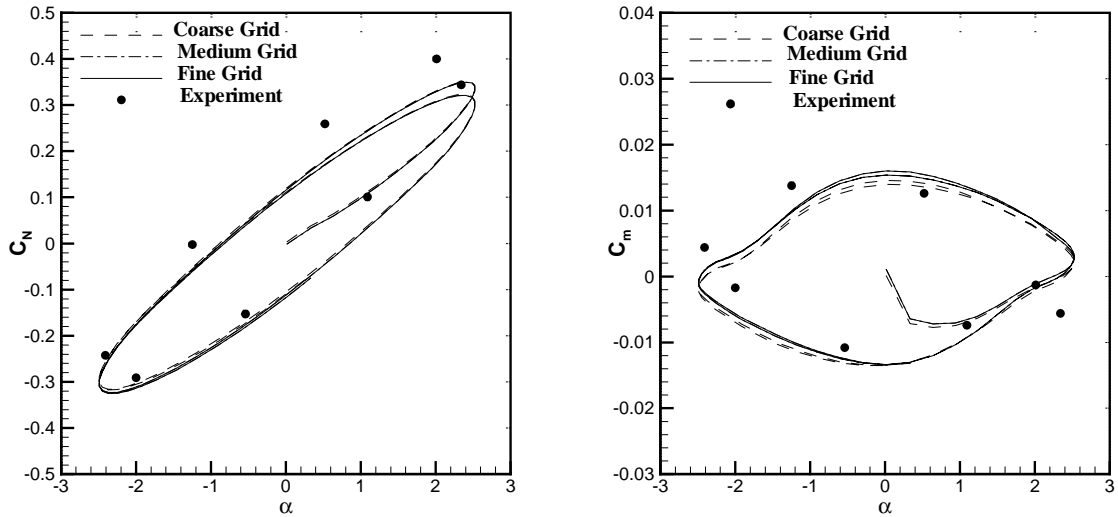 0.5
0.4
0.3
0.2
0.1
0
-0.1
-0.2
-0.3
-0.4
-0.5
C_N
-3 -2 -1 0 1 2 3
α
Coarse Grid
Medium Grid
Fine Grid
Experiment
0.04
0.03
0.02
0.01
0
-0.01
-0.02
-0.03
C_m
-3 -2 -1 0 1 2 3
α
Coarse Grid
Medium Grid
Fine Grid
Experiment